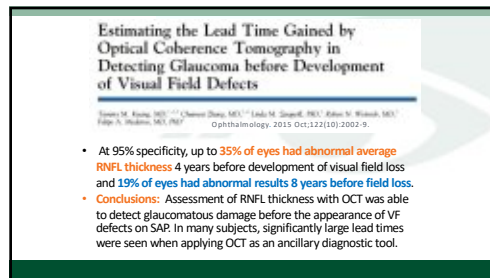 Estimating the Lead Time Gained by
Optical Coherence Tomography in
Detecting Glaucoma before Development
of Visual Field Defects
Ophthalmology. 2015 Oct;122(10):2002-9.
• At 95% specificity, up to 35% of eyes had abnormal average
RNFL thickness 4 years before development of visual field loss
and 19% of eyes had abnormal results 8 years before field loss.
• Conclusions: Assessment of RNFL thickness with OCT was able
to detect glaucomatous damage before the appearance of VF
defects on SAP. In many subjects, significantly large lead times
were seen when applying OCT as an ancillary diagnostic tool.